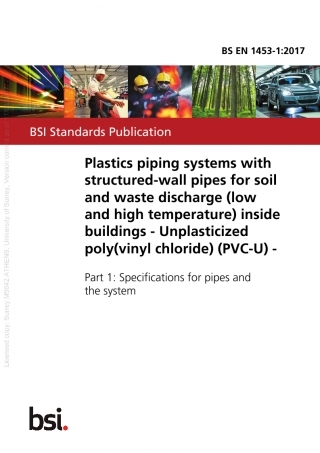 BS EN 1453-1:2017
BSI Standards Publication
Plastics piping systems with
structured-wall pipes for soil
and waste discharge (low
and high temperature) inside
buildings - Unplasticized
poly(vinyl chloride) (PVC-U) -
Part 1: Specifications for pipes and
the system
bsi.